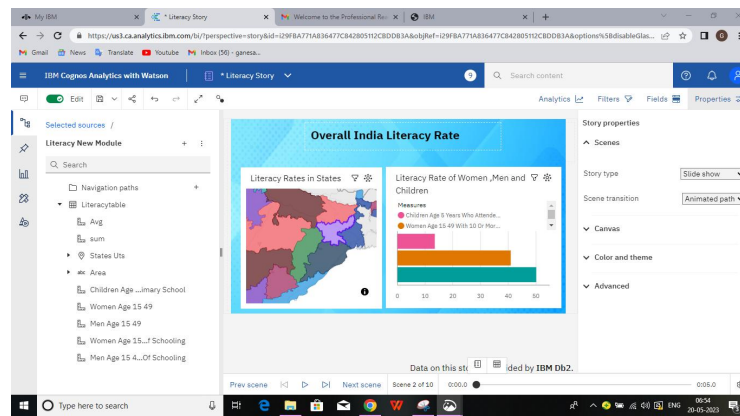 My IBM
* Literacy Story
Welcome to the Professional Rea
IBM
https://us3.ca.analytics.ibm.com/bi/?perspective=story&id=i29FBA771A836477C842805112CBDDB3A&objRef=i29FBA771A836477C842805112CBDDB3A&options%5BdisableGlas...
Gmail
News
Translate
Youtube
Inbox (56) - ganesa...
IBM Cognos Analytics with Watson
* Literacy Story
9
Search content
Edit
Analytics
Filters
Fields
Properties
Selected sources /
Literacy New Module
Search
Navigation paths
Literacytable
Avg
sum
States Uts
abc Area
Children Age ...imary School
Women Age 15 49
Men Age 15 49
Women Age 15...f Schooling
Men Age 15 4...Of Schooling
Overall India Literacy Rate
Literacy Rates in States
Literacy Rate of Women ,Men and
Children
Measures
Children Age 6 Years Who Attende...
Women Age 15 49 With 10 Or Mor...
0 10 20 30 40 50
Data on this sto
ided by IBM Db2.
Story properties
Scenes
Story type
Slide show
Scene transition
Animated path
Canvas
Color and theme
Advanced
Prev scene
Next scene
Scene 2 of 10
0:00.0
0:05.0
Type here to search
ENG
06:54
20-05-2023